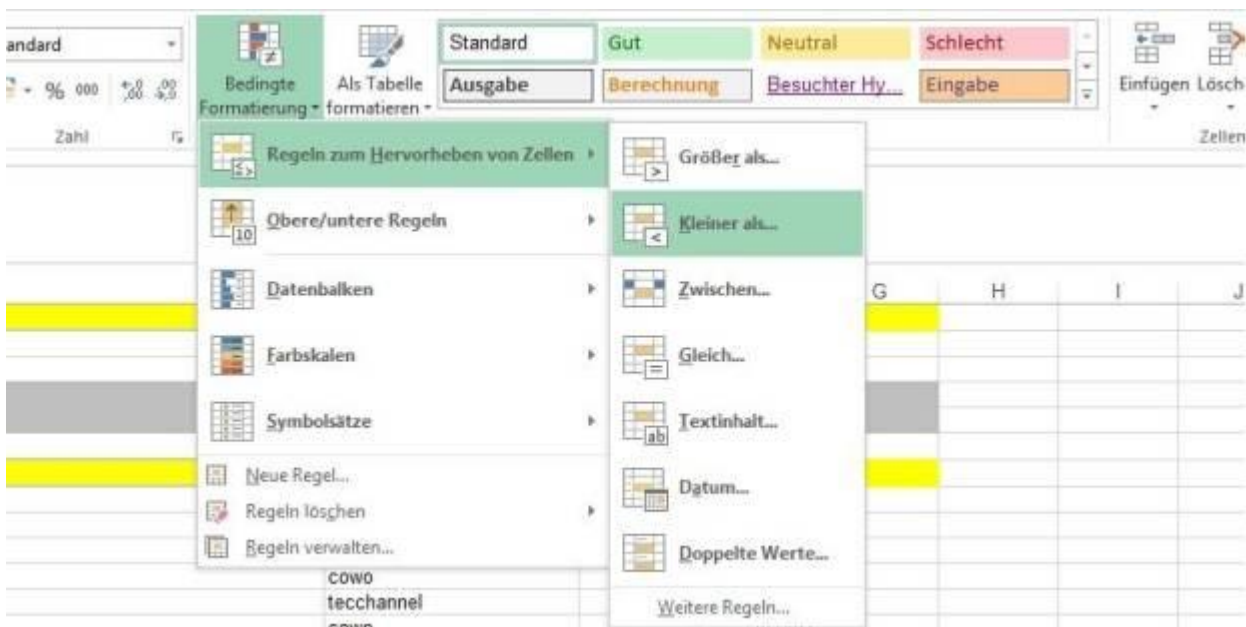 andard
% 000
Zahl
Bedingte
Formatierung
Als Tabelle
formatieren
Standard
Gut
Neutral
Schlecht
Ausgabe
Berechnung
Besuchter Hy...
Eingabe
Einfügen
Lösch
Zellen
Regeln zum Hervorheben von Zellen
Obere/untere Regeln
10
Datenbalken
Farbskalen
Symbolsätze
Neue Regel...
Regeln löschen
Regeln verwalten...
Größer als...
>
Kleiner als...
<
Zwischen...
Gleich...
=
Textinhalt...
ab
Datum...
Doppelte Werte...
Weitere Regeln...
G
H
I
J
cowo
tecchannel